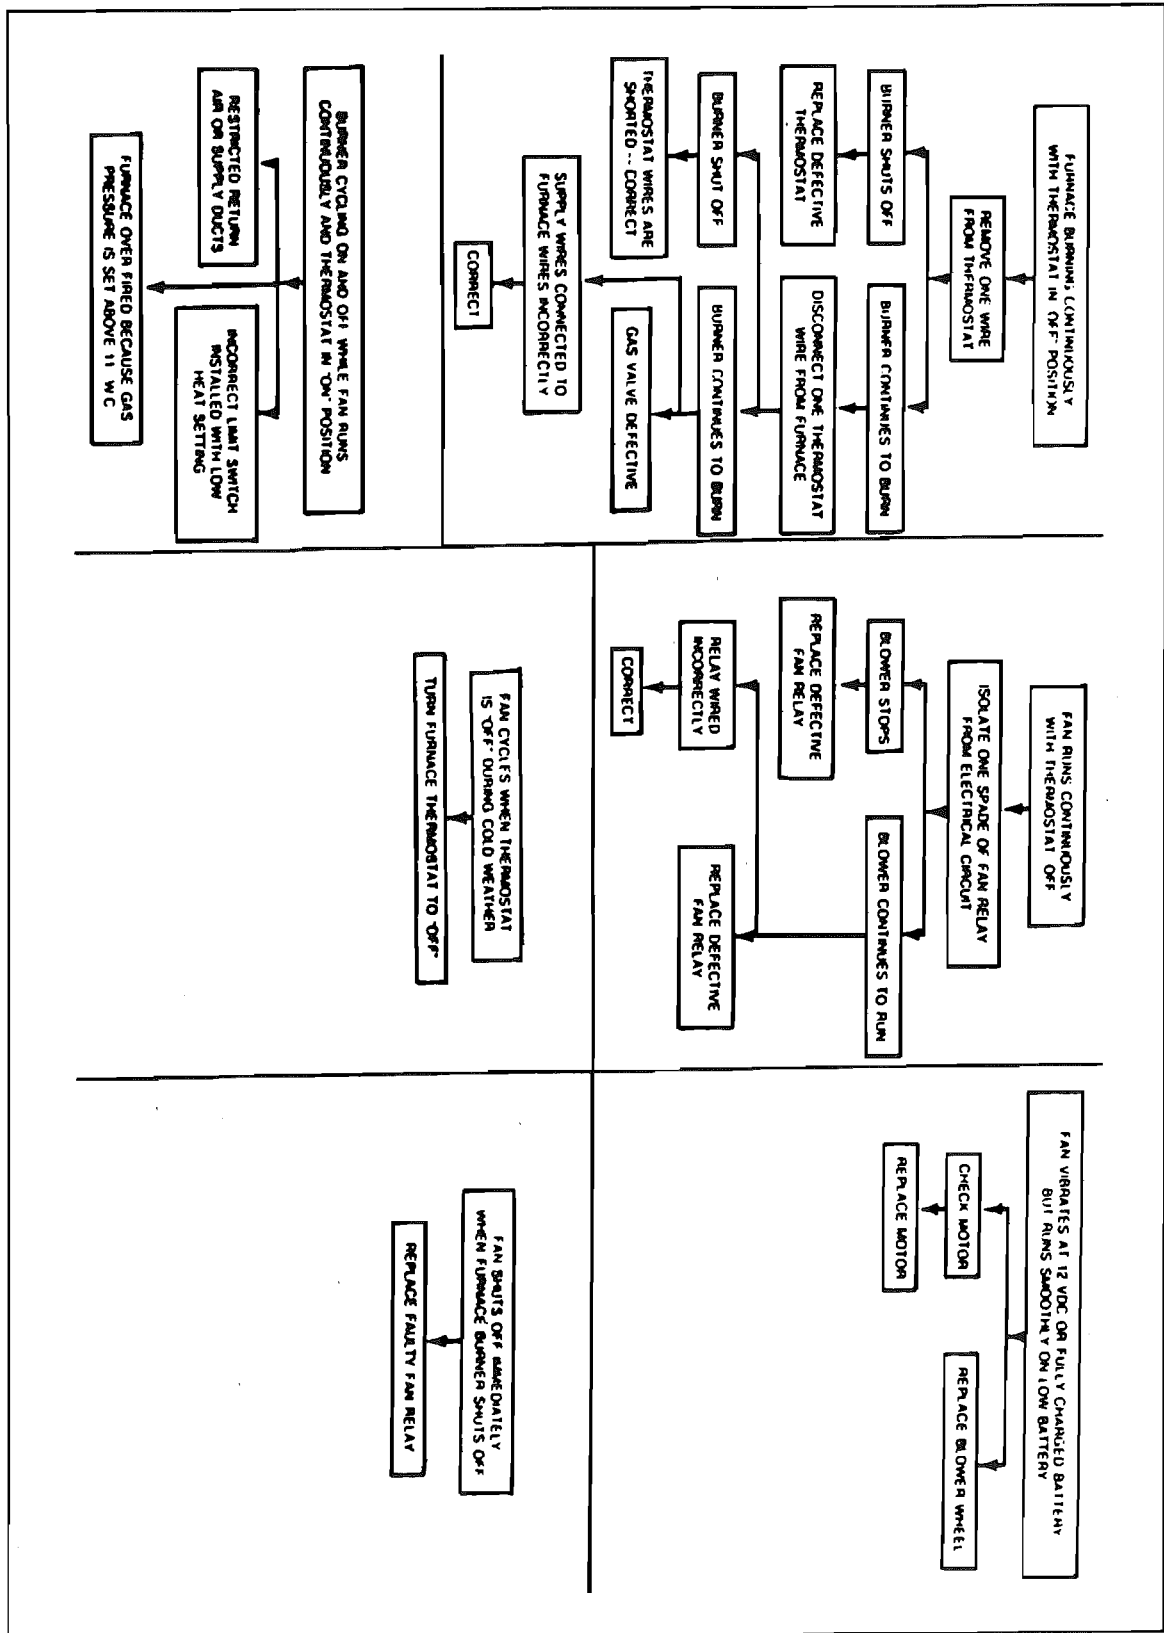 FURNACE BURNING CONTINUOUSLY
WITH THERMOSTAT IN "OFF" POSITION
REMOVE ONE WIRE
FROM THERMOSTAT
BURNER SHUTS OFF
BURNER CONTINUES TO BURN
REPLACE DEFECTIVE
THERMOSTAT
DISCONNECT ONE THERMOSTAT
WIRE FROM FURNACE
BURNER SHUT OFF
BURNER CONTINUES TO BURN
THERMOSTAT WIRES ARE
SHORTED -- CORRECT
GAS VALVE DEFECTIVE
SUPPLY WIRES CONNECTED TO
FURNACE WIRES INCORRECTLY
CORRECT
BURNER CYCLING ON AND OFF WHILE FAN RUNS
CONTINUOUSLY AND THERMOSTAT IN "ON" POSITION
RESTRICTED RETURN
AIR OR SUPPLY DUCTS
INCORRECT LIMIT SWITCH
INSTALLED WITH LOW
HEAT SETTING
FURNACE OVER FIRED BECAUSE GAS
PRESSURE IS SET ABOVE 11 W C
FAN RUNS CONTINUOUSLY
WITH THERMOSTAT OFF
ISOLATE ONE SPADE OF FAN RELAY
FROM ELECTRICAL CIRCUIT
BLOWER STOPS
BLOWER CONTINUES TO RUN
REPLACE DEFECTIVE
FAN RELAY
RELAY WIRED
INCORRECTLY
REPLACE DEFECTIVE
FAN RELAY
CORRECT
FAN CYCLES WHEN THERMOSTAT
IS "OFF" DURING COLD WEATHER
TURN FURNACE THERMOSTAT TO "OFF"
FAN VIBRATES AT 12 VDC OR FULLY CHARGED BATTERY
BUT RUNS SMOOTHLY ON LOW BATTERY
CHECK MOTOR
REPLACE BLOWER WHEEL
REPLACE MOTOR
FAN SHUTS OFF IMMEDIATELY
WHEN FURNACE BURNER SHUTS OFF
REPLACE FAULTY FAN RELAY